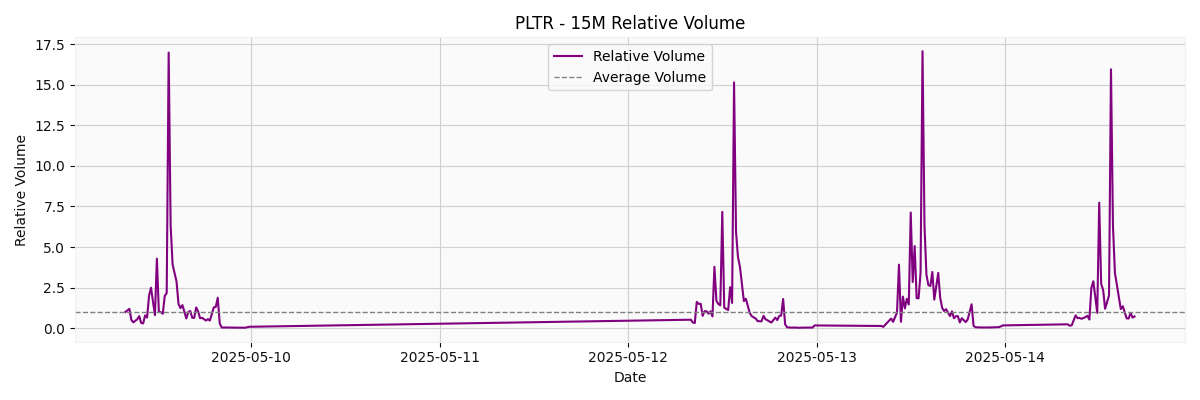 PLTR - 15M Relative Volume
Relative Volume
Average Volume
Relative Volume
17.5
15.0
12.5
10.0
7.5
5.0
2.5
0.0
2025-05-10 2025-05-11 2025-05-12 2025-05-13 2025-05-14
Date